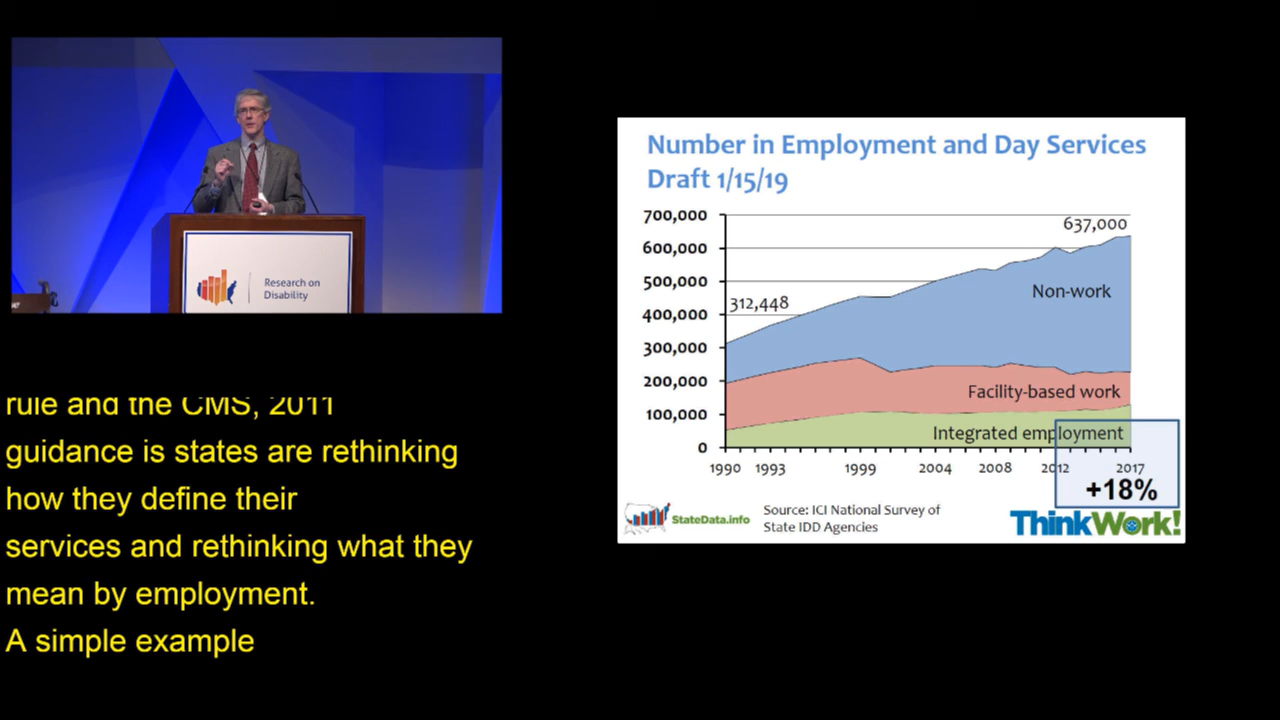 Research on
Disability
rule and the CMS, 2011
guidance is states are rethinking
how they define their
services and rethinking what they
mean by employment.
A simple example
Number in Employment and Day Services
Draft 1/15/19
700,000
600,000
500,000
400,000
300,000
200,000
100,000
0
637,000
312,448
Non-work
Facility-based work
Integrated employment
1990 1993 1999 2004 2008 2012 2017
+18%
StateData.info
Source: ICI National Survey of
State IDD Agencies
ThinkWork!